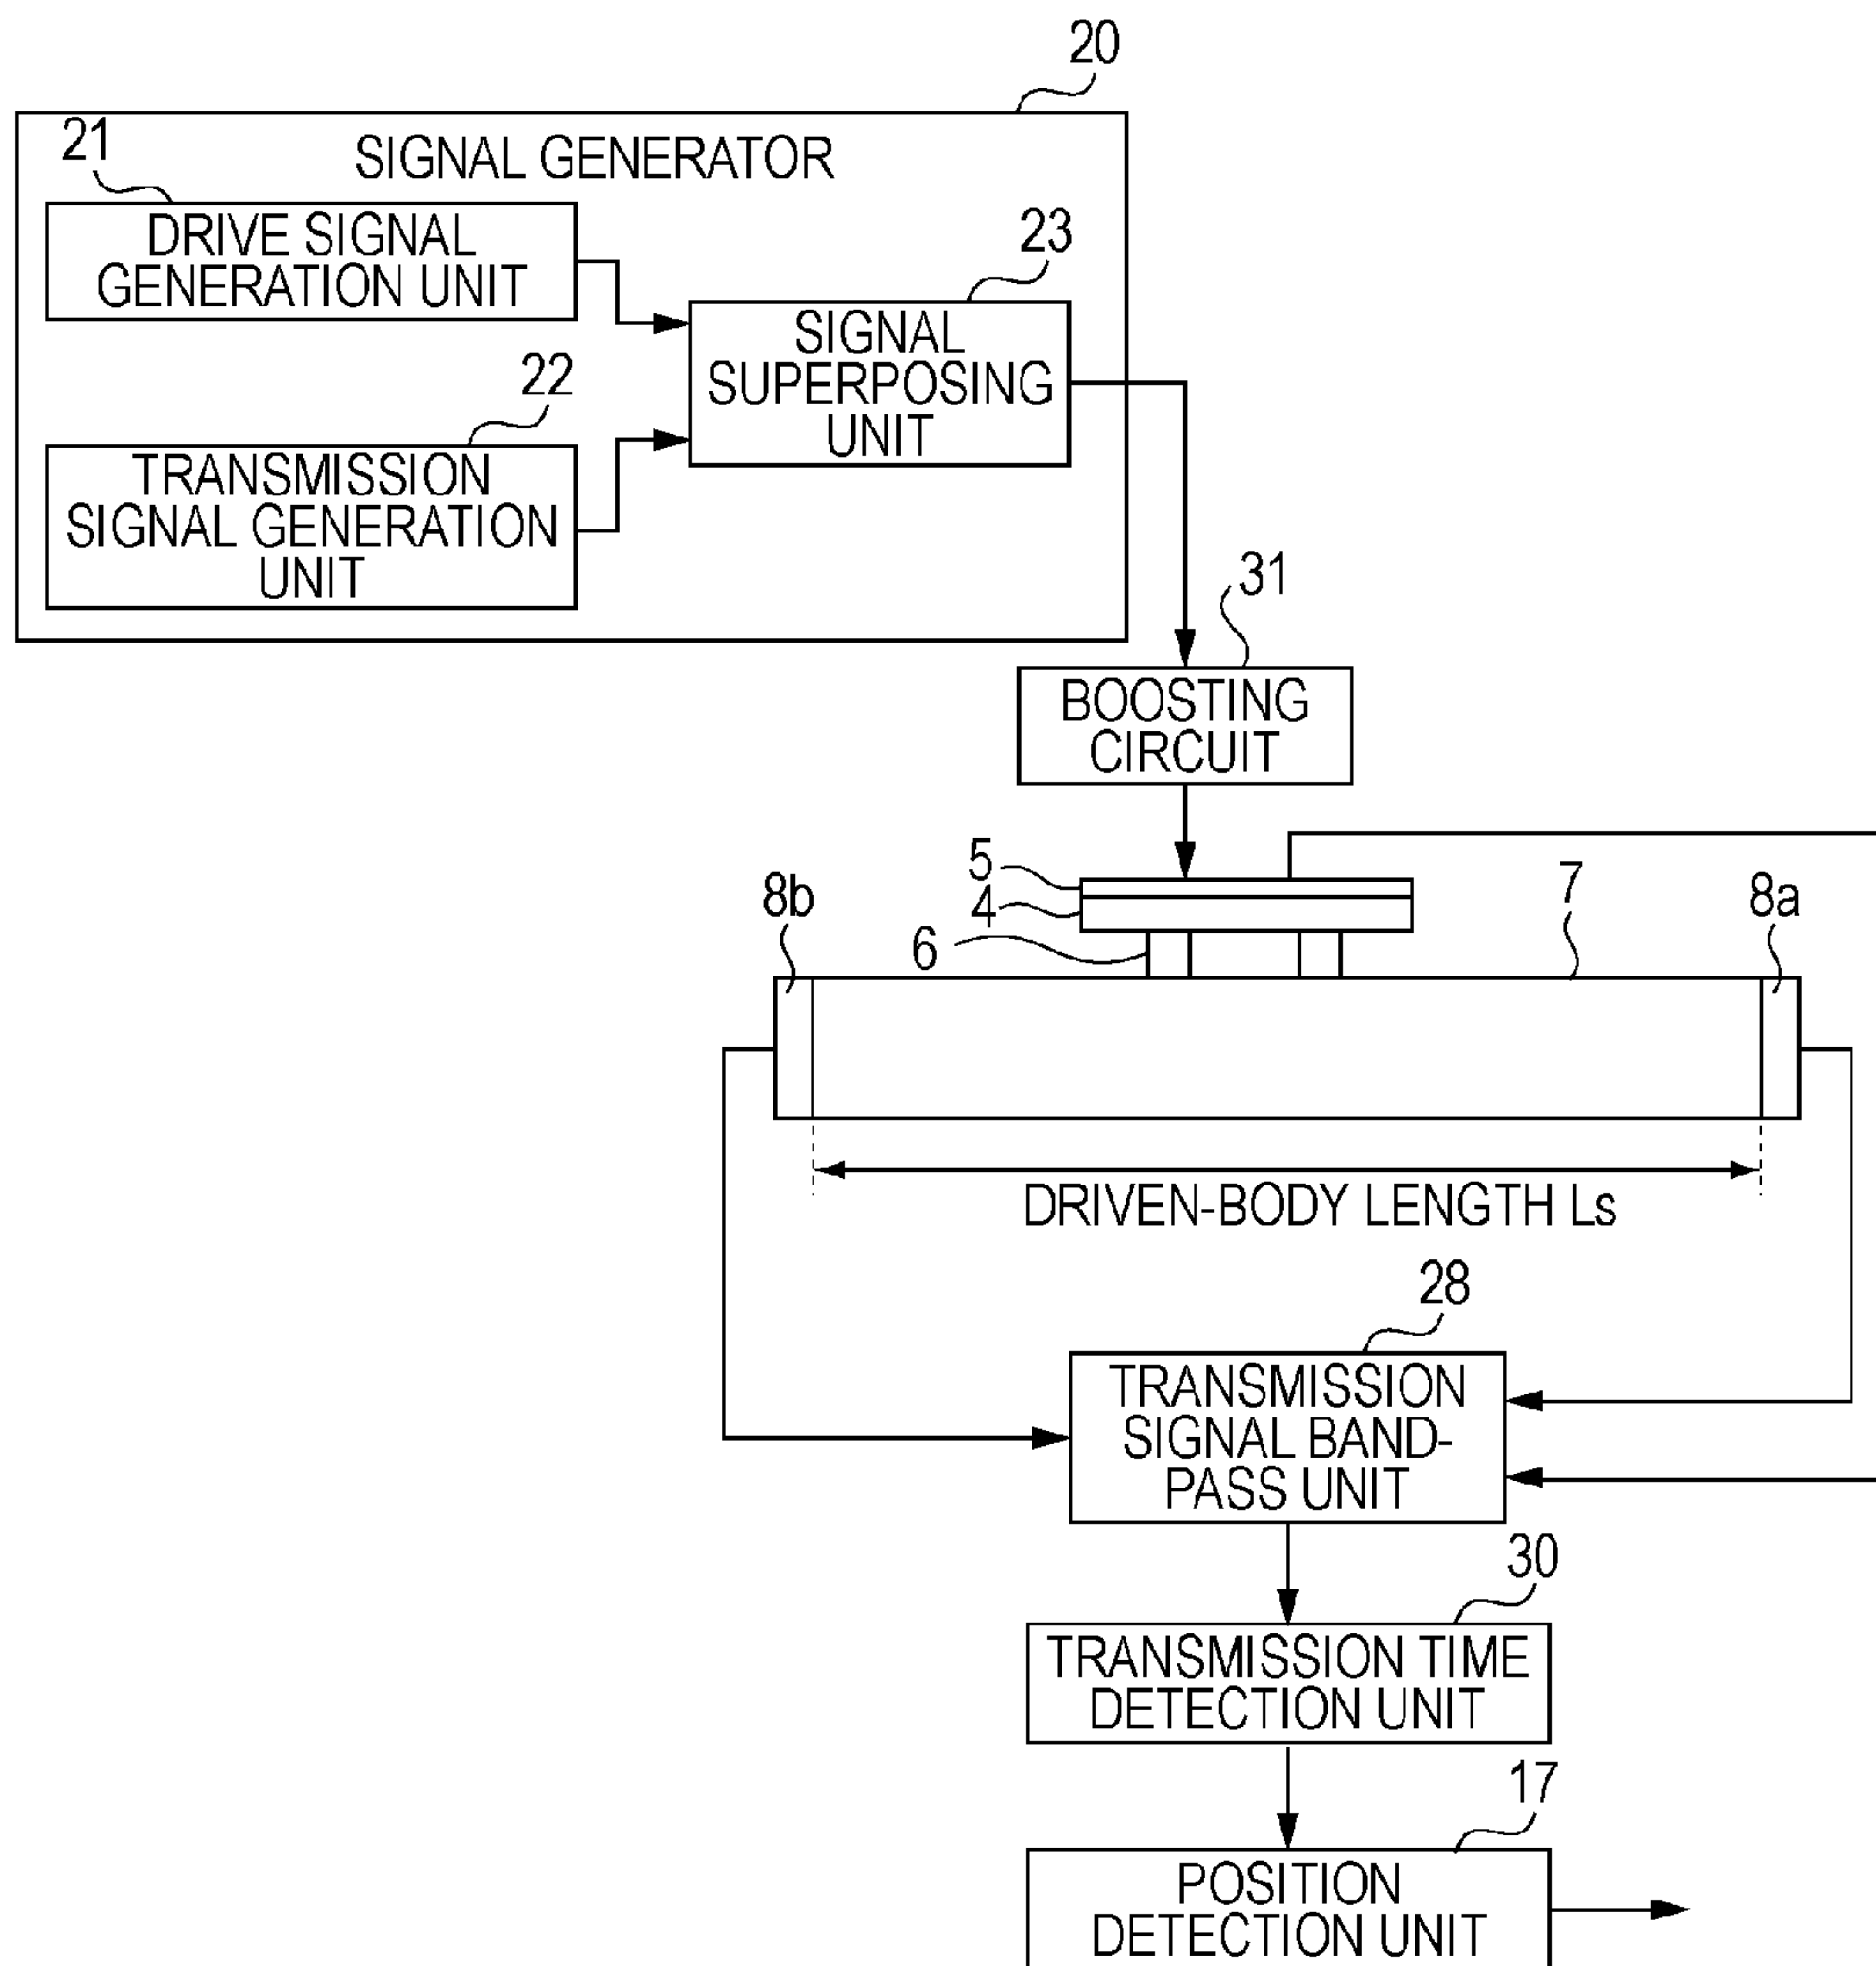 20
SIGNAL GENERATOR
21
DRIVE SIGNAL
GENERATION UNIT
23
SIGNAL
SUPERPOSING
UNIT
22
TRANSMISSION
SIGNAL GENERATION
UNIT
31
BOOSTING
CIRCUIT
5
4
6
7
8b
8a
DRIVEN-BODY LENGTH Ls
28
TRANSMISSION
SIGNAL BAND-
PASS UNIT
30
TRANSMISSION TIME
DETECTION UNIT
17
POSITION
DETECTION UNIT